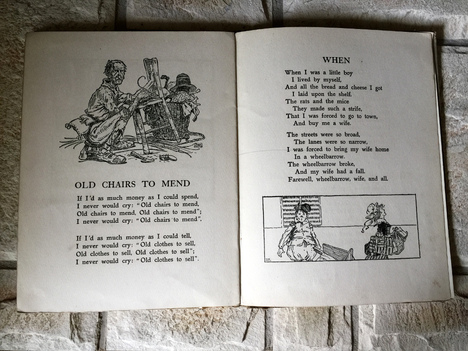 OLD CHAIRS TO MEND
If I'd as much money as I could spend,
I never would cry: "Old chairs to mend,
Old chairs to mend, Old chairs to mend";
I never would cry: "Old chairs to mend".
If I'd as much money as I could tell,
I never would cry: "Old clothes to sell,
Old clothes to sell, Old clothes to sell";
I never would cry: "Old clothes to sell".
WHEN
When I was a little boy
I lived by myself,
And all the bread and cheese I got
I laid upon the shelf.
The rats and the mice
They made such a strife,
That I was forced to go to town,
And buy me a wife.
The streets were so broad,
The lanes were so narrow,
I was forced to bring my wife home
In a wheelbarrow.
The wheelbarrow broke,
And my wife had a fall,
Farewell, wheelbarrow, wife, and all.